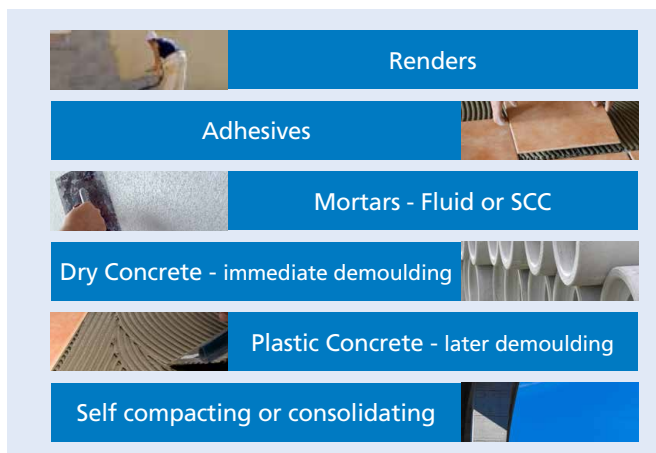 Renders
Adhesives
Mortars - Fluid or SCC
Dry Concrete - immediate demoulding
Plastic Concrete - later demoulding
Self compacting or consolidating